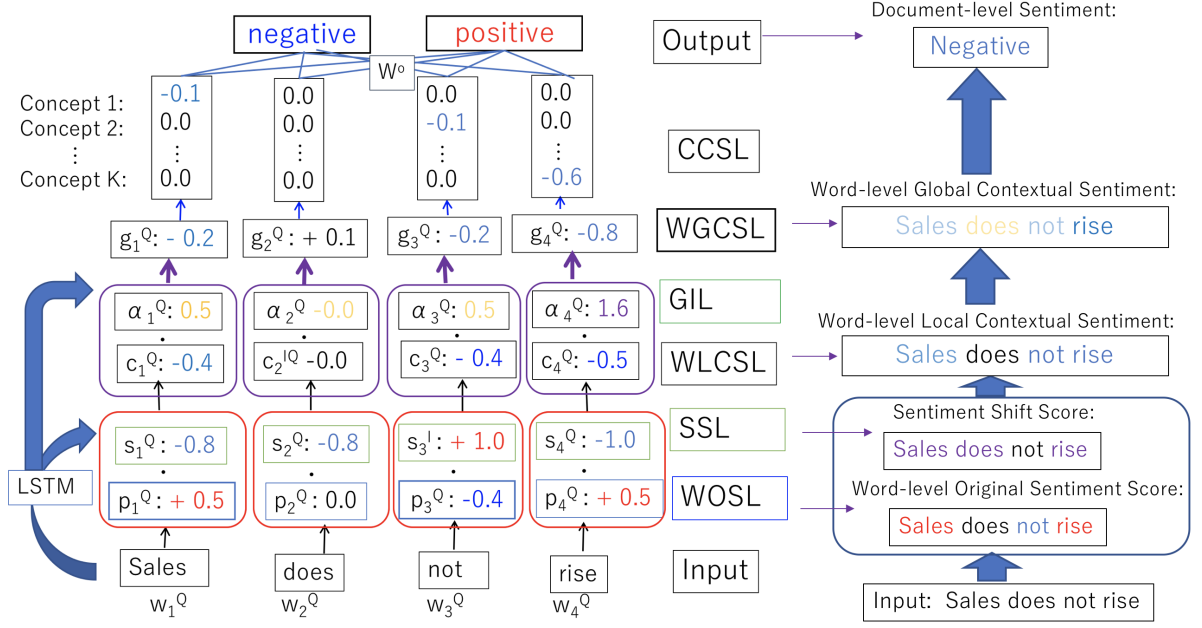 negative
positive
Output
Document-level Sentiment:
Negative
Wᵒ
Concept 1:
Concept 2:
⋮
Concept K:
-0.1
0.0
⋮
0.0
0.0
0.0
⋮
0.0
0.0
-0.1
⋮
0.0
0.0
0.0
⋮
-0.6
CCSL
Word-level Global Contextual Sentiment:
Sales does not rise
g₁Q: - 0.2
g₂Q: + 0.1
g₃Q: -0.2
g₄Q: -0.8
WGCSL
α₁Q: 0.5
α₂Q -0.0
α₃Q: 0.5
α₄Q: 1.6
GIL
Word-level Local Contextual Sentiment:
Sales does not rise
c₁Q: -0.4
c₂IQ -0.0
c₃Q: - 0.4
c₄Q: -0.5
WLCSL
s₁Q: -0.8
s₂Q: -0.8
s₃I: + 1.0
s₄Q: -1.0
SSL
Sentiment Shift Score:
Sales does not rise
LSTM
p₁Q: + 0.5
p₂Q: 0.0
p₃Q: -0.4
p₄Q: + 0.5
WOSL
Word-level Original Sentiment Score:
Sales does not rise
Sales
does
not
rise
Input
Input: Sales does not rise
w₁Q
w₂Q
w₃Q
w₄Q